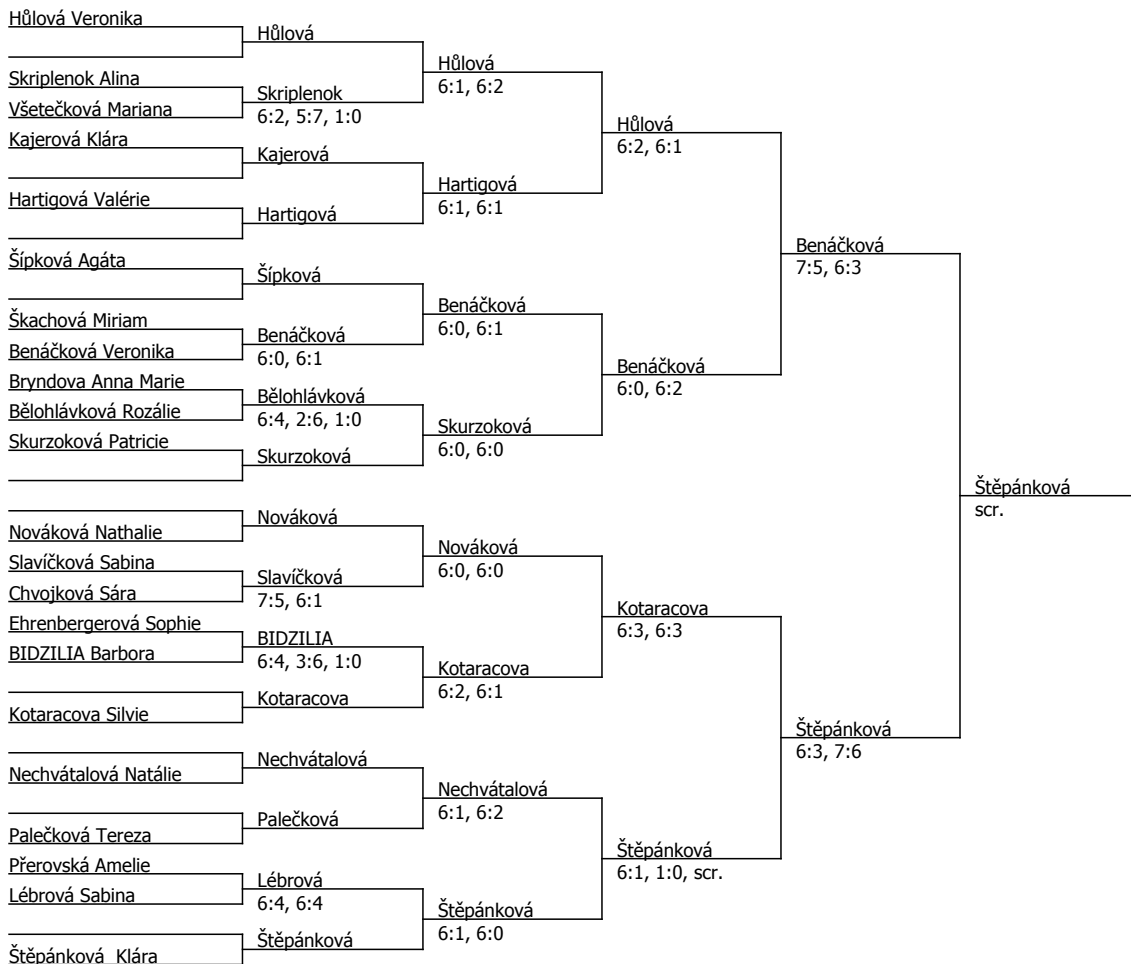 Hůlová Veronika
Skriplenok Alina
Všetečková Mariana
Kajerová Klára
Hartigová Valérie
Šípková Agáta
Škachová Miriam
Benáčková Veronika
Bryndova Anna Marie
Bělohlávková Rozálie
Skurzoková Patricie
Nováková Nathalie
Slavíčková Sabina
Chvojková Sára
Ehrenbergerová Sophie
BIDZILIA Barbora
Kotaracova Silvie
Nechvátalová Natálie
Palečková Tereza
Přerovská Amelie
Lébrová Sabina
Štěpánková Klára
Hůlová
Skriplenok
6:2, 5:7, 1:0
Kajerová
Hartigová
Šípková
Benáčková
6:0, 6:1
Bělohlávková
6:4, 2:6, 1:0
Skurzoková
Nováková
Slavíčková
7:5, 6:1
BIDZILIA
6:4, 3:6, 1:0
Kotaracova
Nechvátalová
Palečková
Lébrová
6:4, 6:4
Štěpánková
Hůlová
6:1, 6:2
Hartigová
6:1, 6:1
Benáčková
6:0, 6:1
Skurzoková
6:0, 6:0
Nováková
6:0, 6:0
Kotaracova
6:2, 6:1
Nechvátalová
6:1, 6:2
Štěpánková
6:1, 6:0
Hůlová
6:2, 6:1
Benáčková
6:0, 6:2
Kotaracova
6:3, 6:3
Štěpánková
6:1, 1:0, scr.
Benáčková
7:5, 6:3
Štěpánková
6:3, 7:6
Štěpánková
scr.